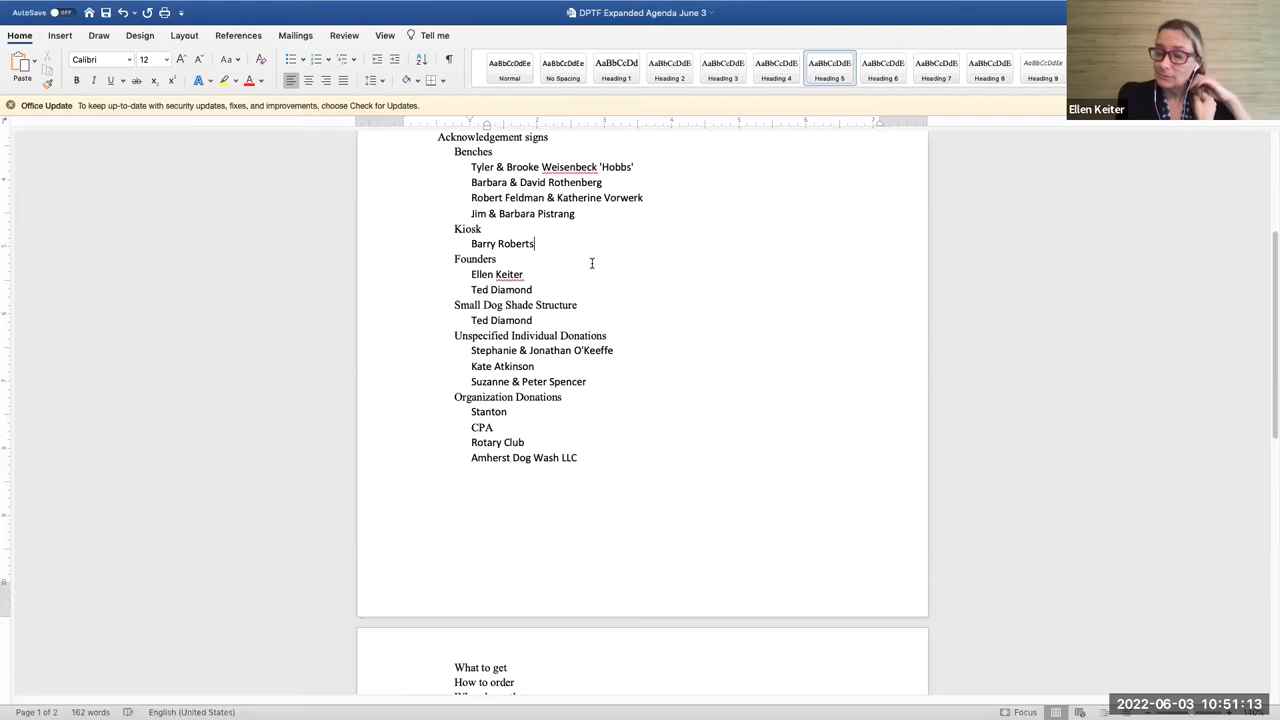 AutoSave OFF
DPTF Expanded Agenda June 3
Home Insert Draw Design Layout References Mailings Review View Tell me
Paste
Calibri 12
B I U
AaBbCcDdEe Normal
AaBbCcDdEe No Spacing
AaBbCcDd Heading 1
AaBbCcDdE Heading 2
AaBbCcDdE Heading 3
AaBbCcDdE Heading 4
AaBbCcDdE Heading 5
AaBbCcDdE Heading 6
AaBbCcDdE Heading 7
AaBbCcDdE Heading 8
AaBbCcDdEe Heading 9
Office Update To keep up-to-date with security updates, fixes, and improvements, choose Check for Updates.
Ellen Keiter
Acknowledgement signs
Benches
Tyler & Brooke Weisenbeck 'Hobbs'
Barbara & David Rothenberg
Robert Feldman & Katherine Vorwerk
Jim & Barbara Pistrang
Kiosk
Barry Roberts
Founders
Ellen Keiter
Ted Diamond
Small Dog Shade Structure
Ted Diamond
Unspecified Individual Donations
Stephanie & Jonathan O'Keeffe
Kate Atkinson
Suzanne & Peter Spencer
Organization Donations
Stanton
CPA
Rotary Club
Amherst Dog Wash LLC
What to get
How to order
Page 1 of 2 162 words English (United States) Focus
2022-06-03 10:51:13